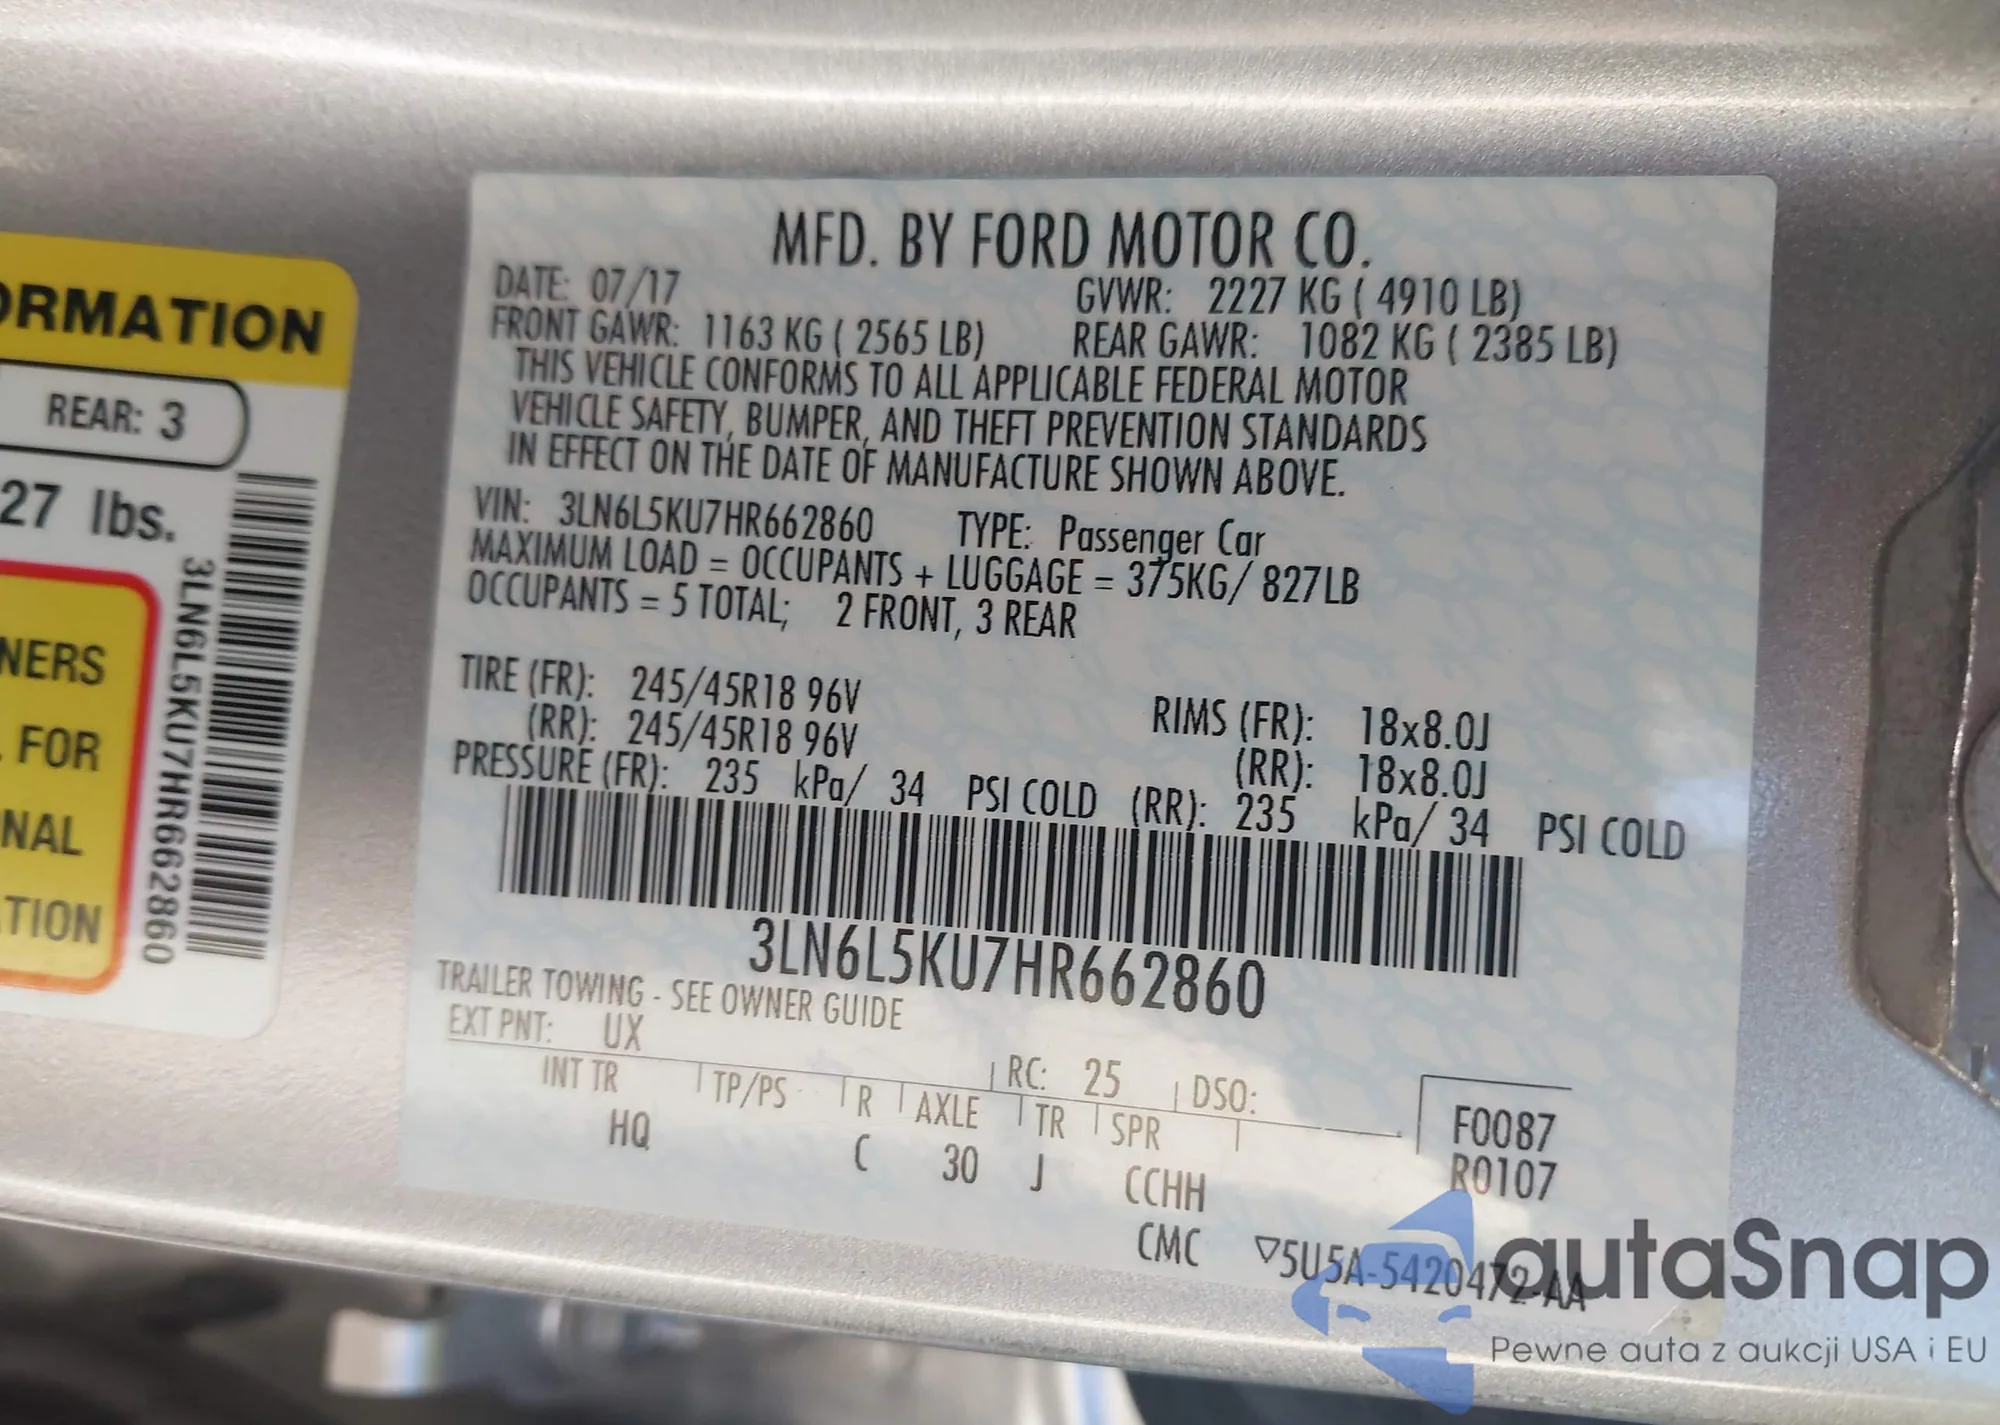 ORMATION
REAR: 3
27 lbs.
NERS
FOR
NAL
TION
3LN6L5KU7HR662860
MFD. BY FORD MOTOR CO.
DATE: 07/17 GVWR: 2227 KG ( 4910 LB)
FRONT GAWR: 1163 KG ( 2565 LB) REAR GAWR: 1082 KG ( 2385 LB)
THIS VEHICLE CONFORMS TO ALL APPLICABLE FEDERAL MOTOR
VEHICLE SAFETY, BUMPER, AND THEFT PREVENTION STANDARDS
IN EFFECT ON THE DATE OF MANUFACTURE SHOWN ABOVE.
VIN: 3LN6L5KU7HR662860 TYPE: Passenger Car
MAXIMUM LOAD = OCCUPANTS + LUGGAGE = 375KG/ 827LB
OCCUPANTS = 5 TOTAL; 2 FRONT, 3 REAR
TIRE (FR): 245/45R18 96V RIMS (FR): 18x8.0J
(RR): 245/45R18 96V (RR): 18x8.0J
PRESSURE (FR): 235 kPa/ 34 PSI COLD (RR): 235 kPa/ 34 PSI COLD
3LN6L5KU7HR662860
TRAILER TOWING - SEE OWNER GUIDE
EXT PNT: UX RC: 25 DSO:
INT TR TP/PS R AXLE TR SPR F0087
HQ C 30 J CCHH R0107
CMC ▽5U5A-5420472-AA
autaSnap
Pewne auta z aukcji USA i EU